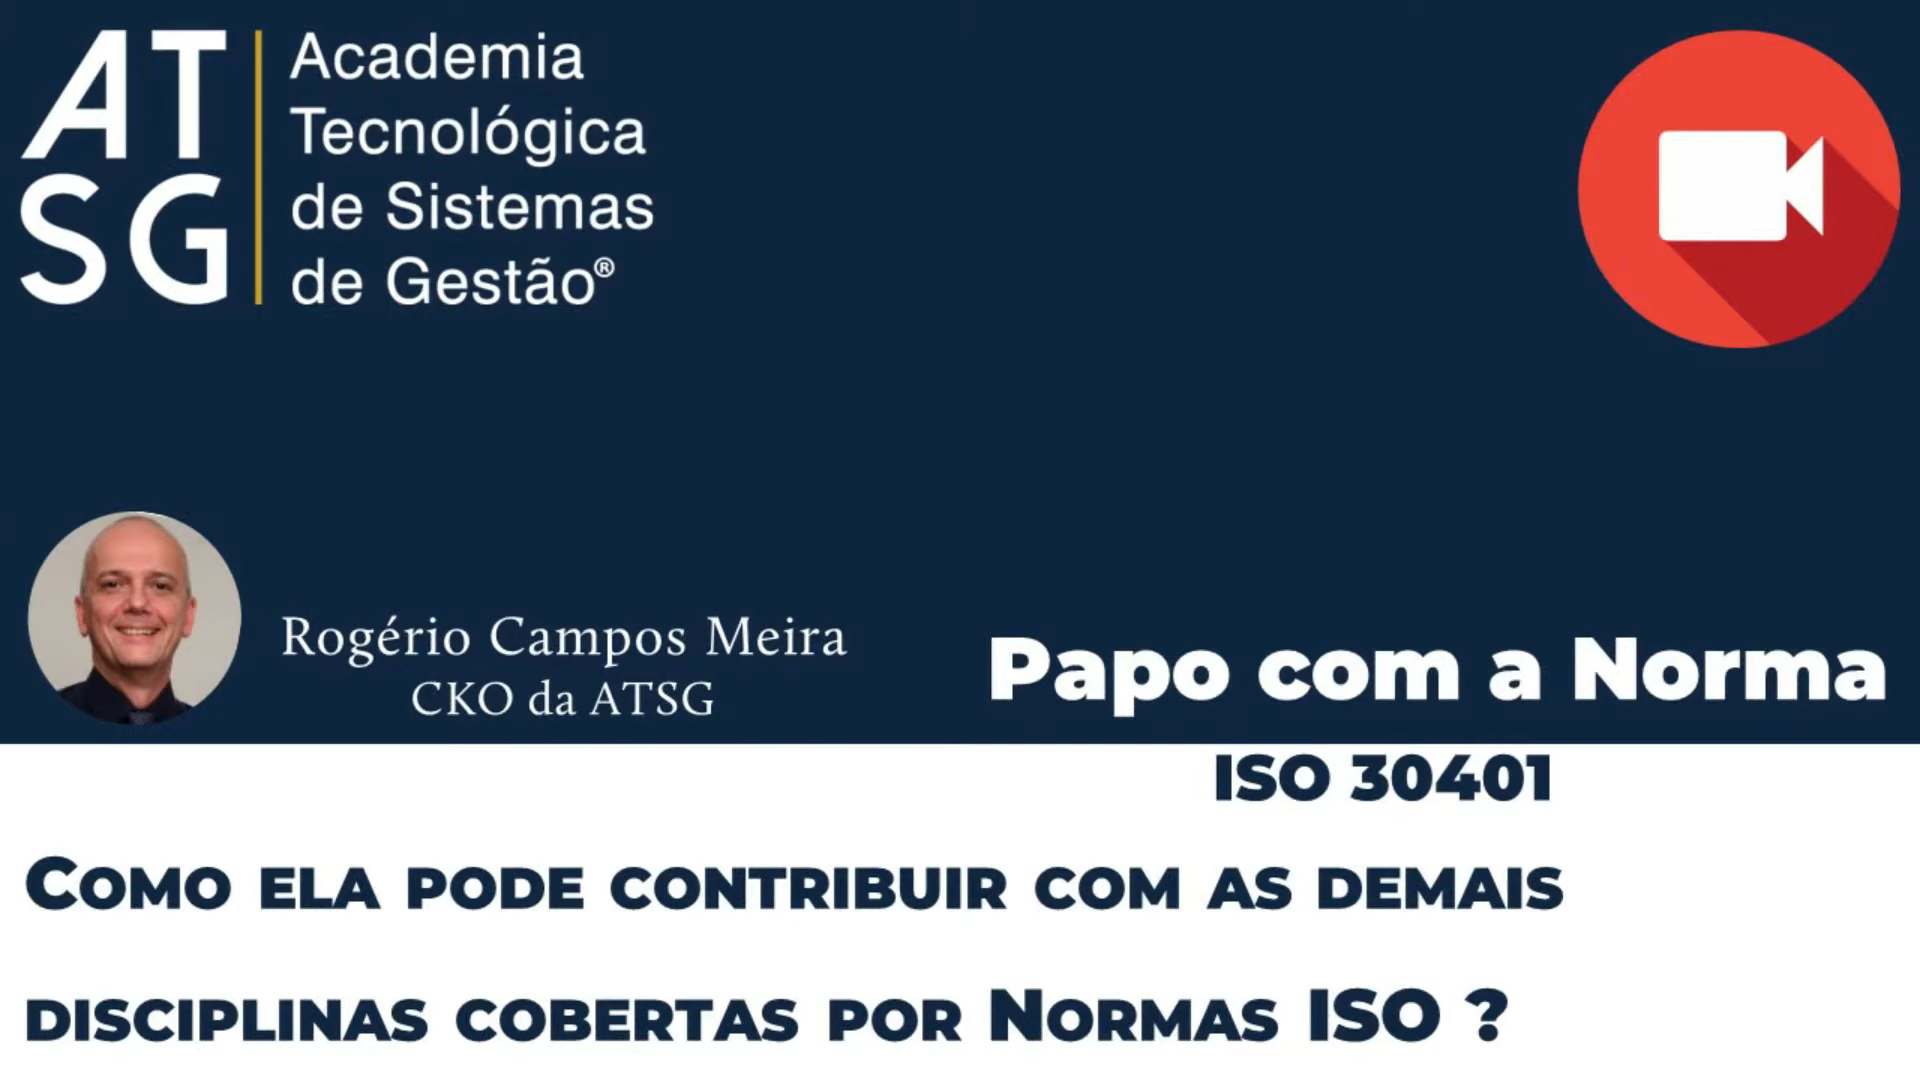 AT
SG
Academia
Tecnológica
de Sistemas
de Gestão®
Rogério Campos Meira
CKO da ATSG
Papo com a Norma
ISO 30401
Como ela pode contribuir com as demais
disciplinas cobertas por Normas ISO ?